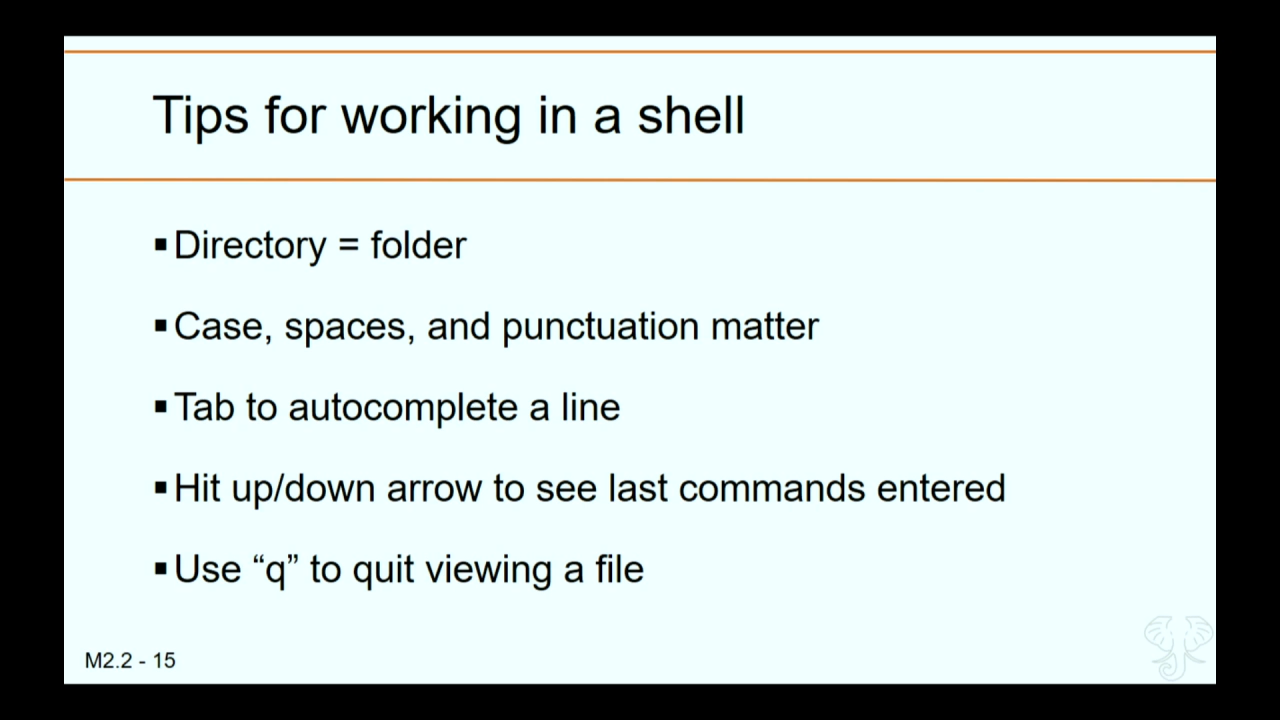 Tips for working in a shell
▪Directory = folder
▪Case, spaces, and punctuation matter
▪Tab to autocomplete a line
▪Hit up/down arrow to see last commands entered
▪Use “q” to quit viewing a file
M2.2 - 15